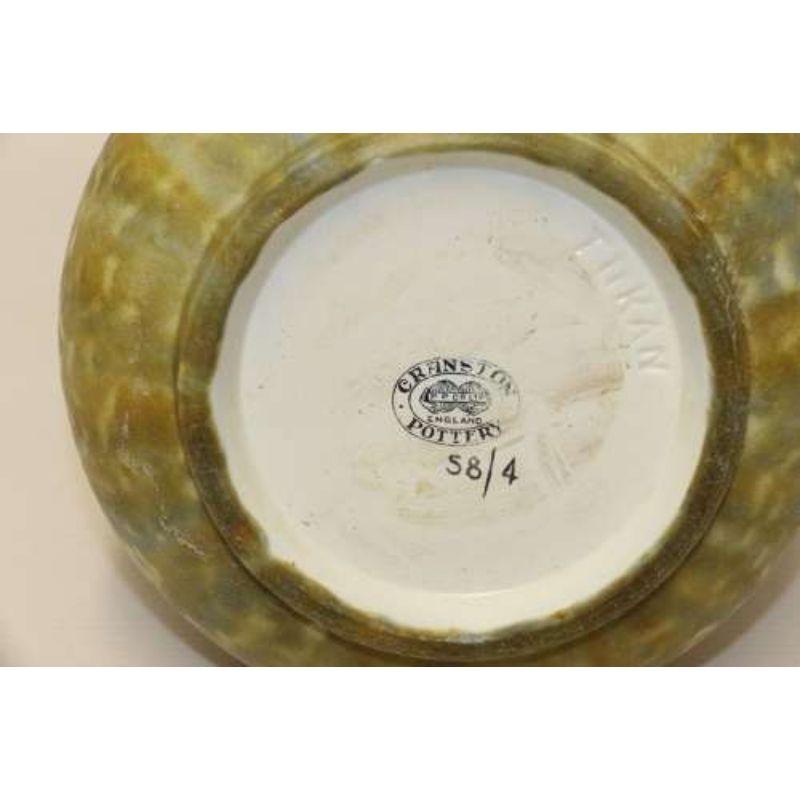 CRANSTON
ENGLAND
POTTERY
58/4